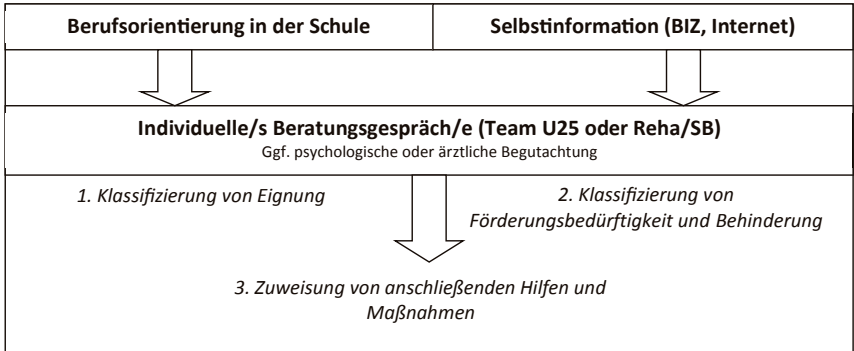 Berufsorientierung in der Schule
Selbstinformation (BIZ, Internet)
Individuelle/s Beratungsgespräch/e (Team U25 oder Reha/SB)
Ggf. psychologische oder ärztliche Begutachtung
1. Klassifizierung von Eignung
2. Klassifizierung von
Förderungsbedürftigkeit und Behinderung
3. Zuweisung von anschließenden Hilfen und
Maßnahmen